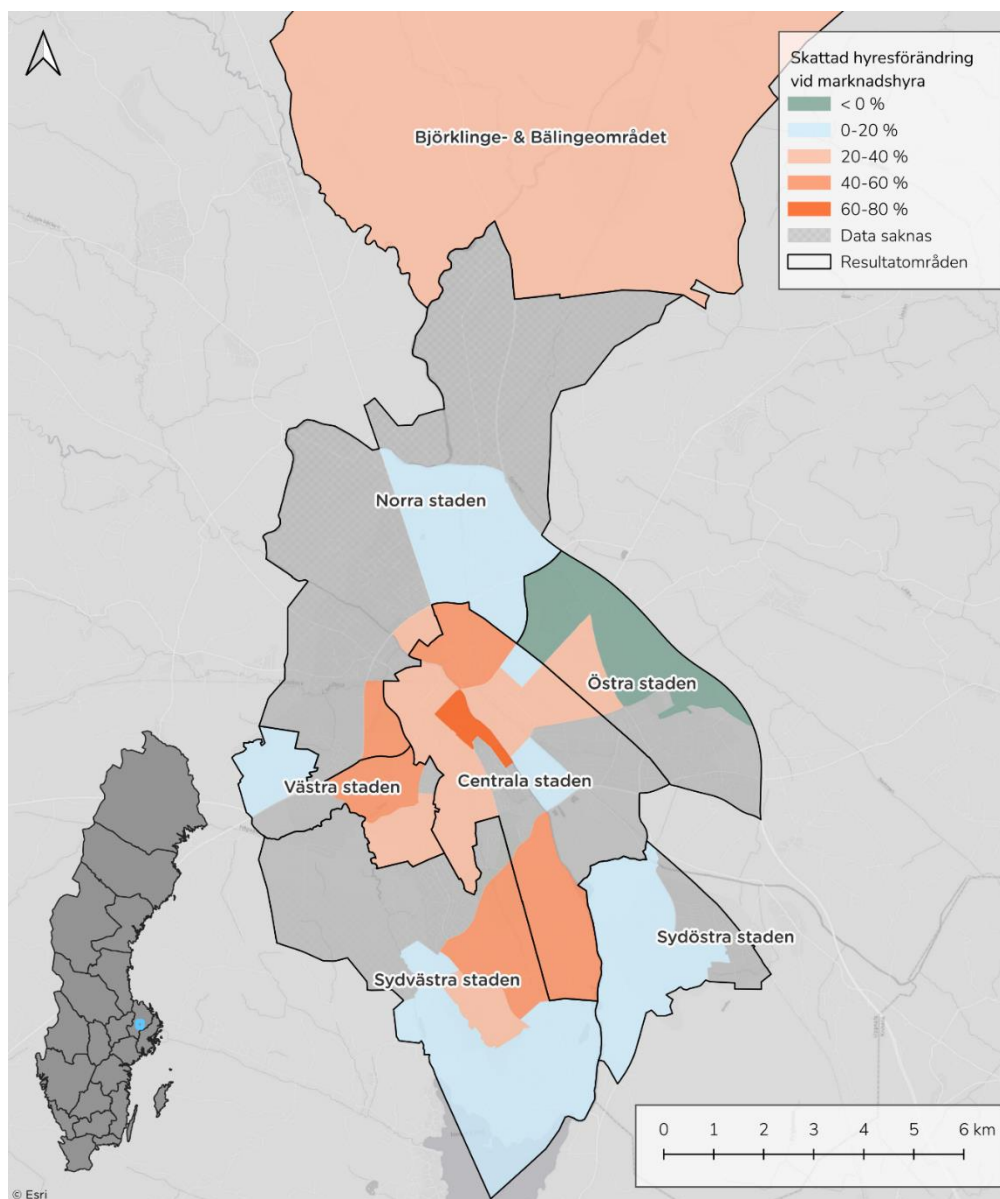 Skattad hyresförändring
vid marknadshyra
< 0 %
0-20 %
20-40 %
40-60 %
60-80 %
Data saknas
Resultatområden
Björklinge- & Bälingeområdet
Norra staden
Östra staden
Västra staden
Centrala staden
Sydöstra staden
Sydvästra staden
0 1 2 3 4 5 6 km
© Esri